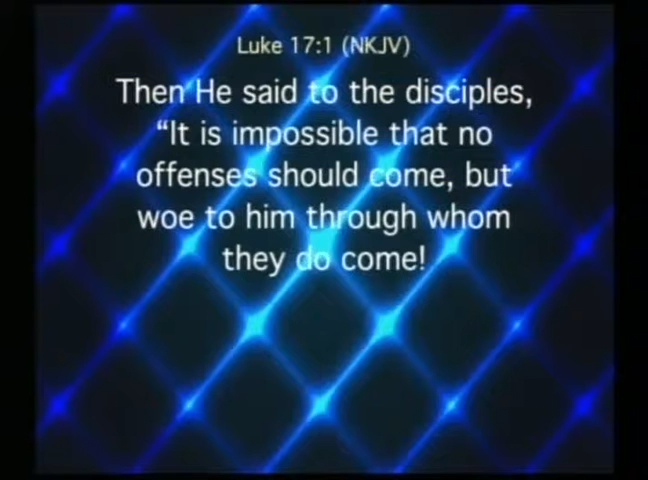 Luke 17:1 (NKJV)
Then He said to the disciples,
“It is impossible that no
offenses should come, but
woe to him through whom
they do come!